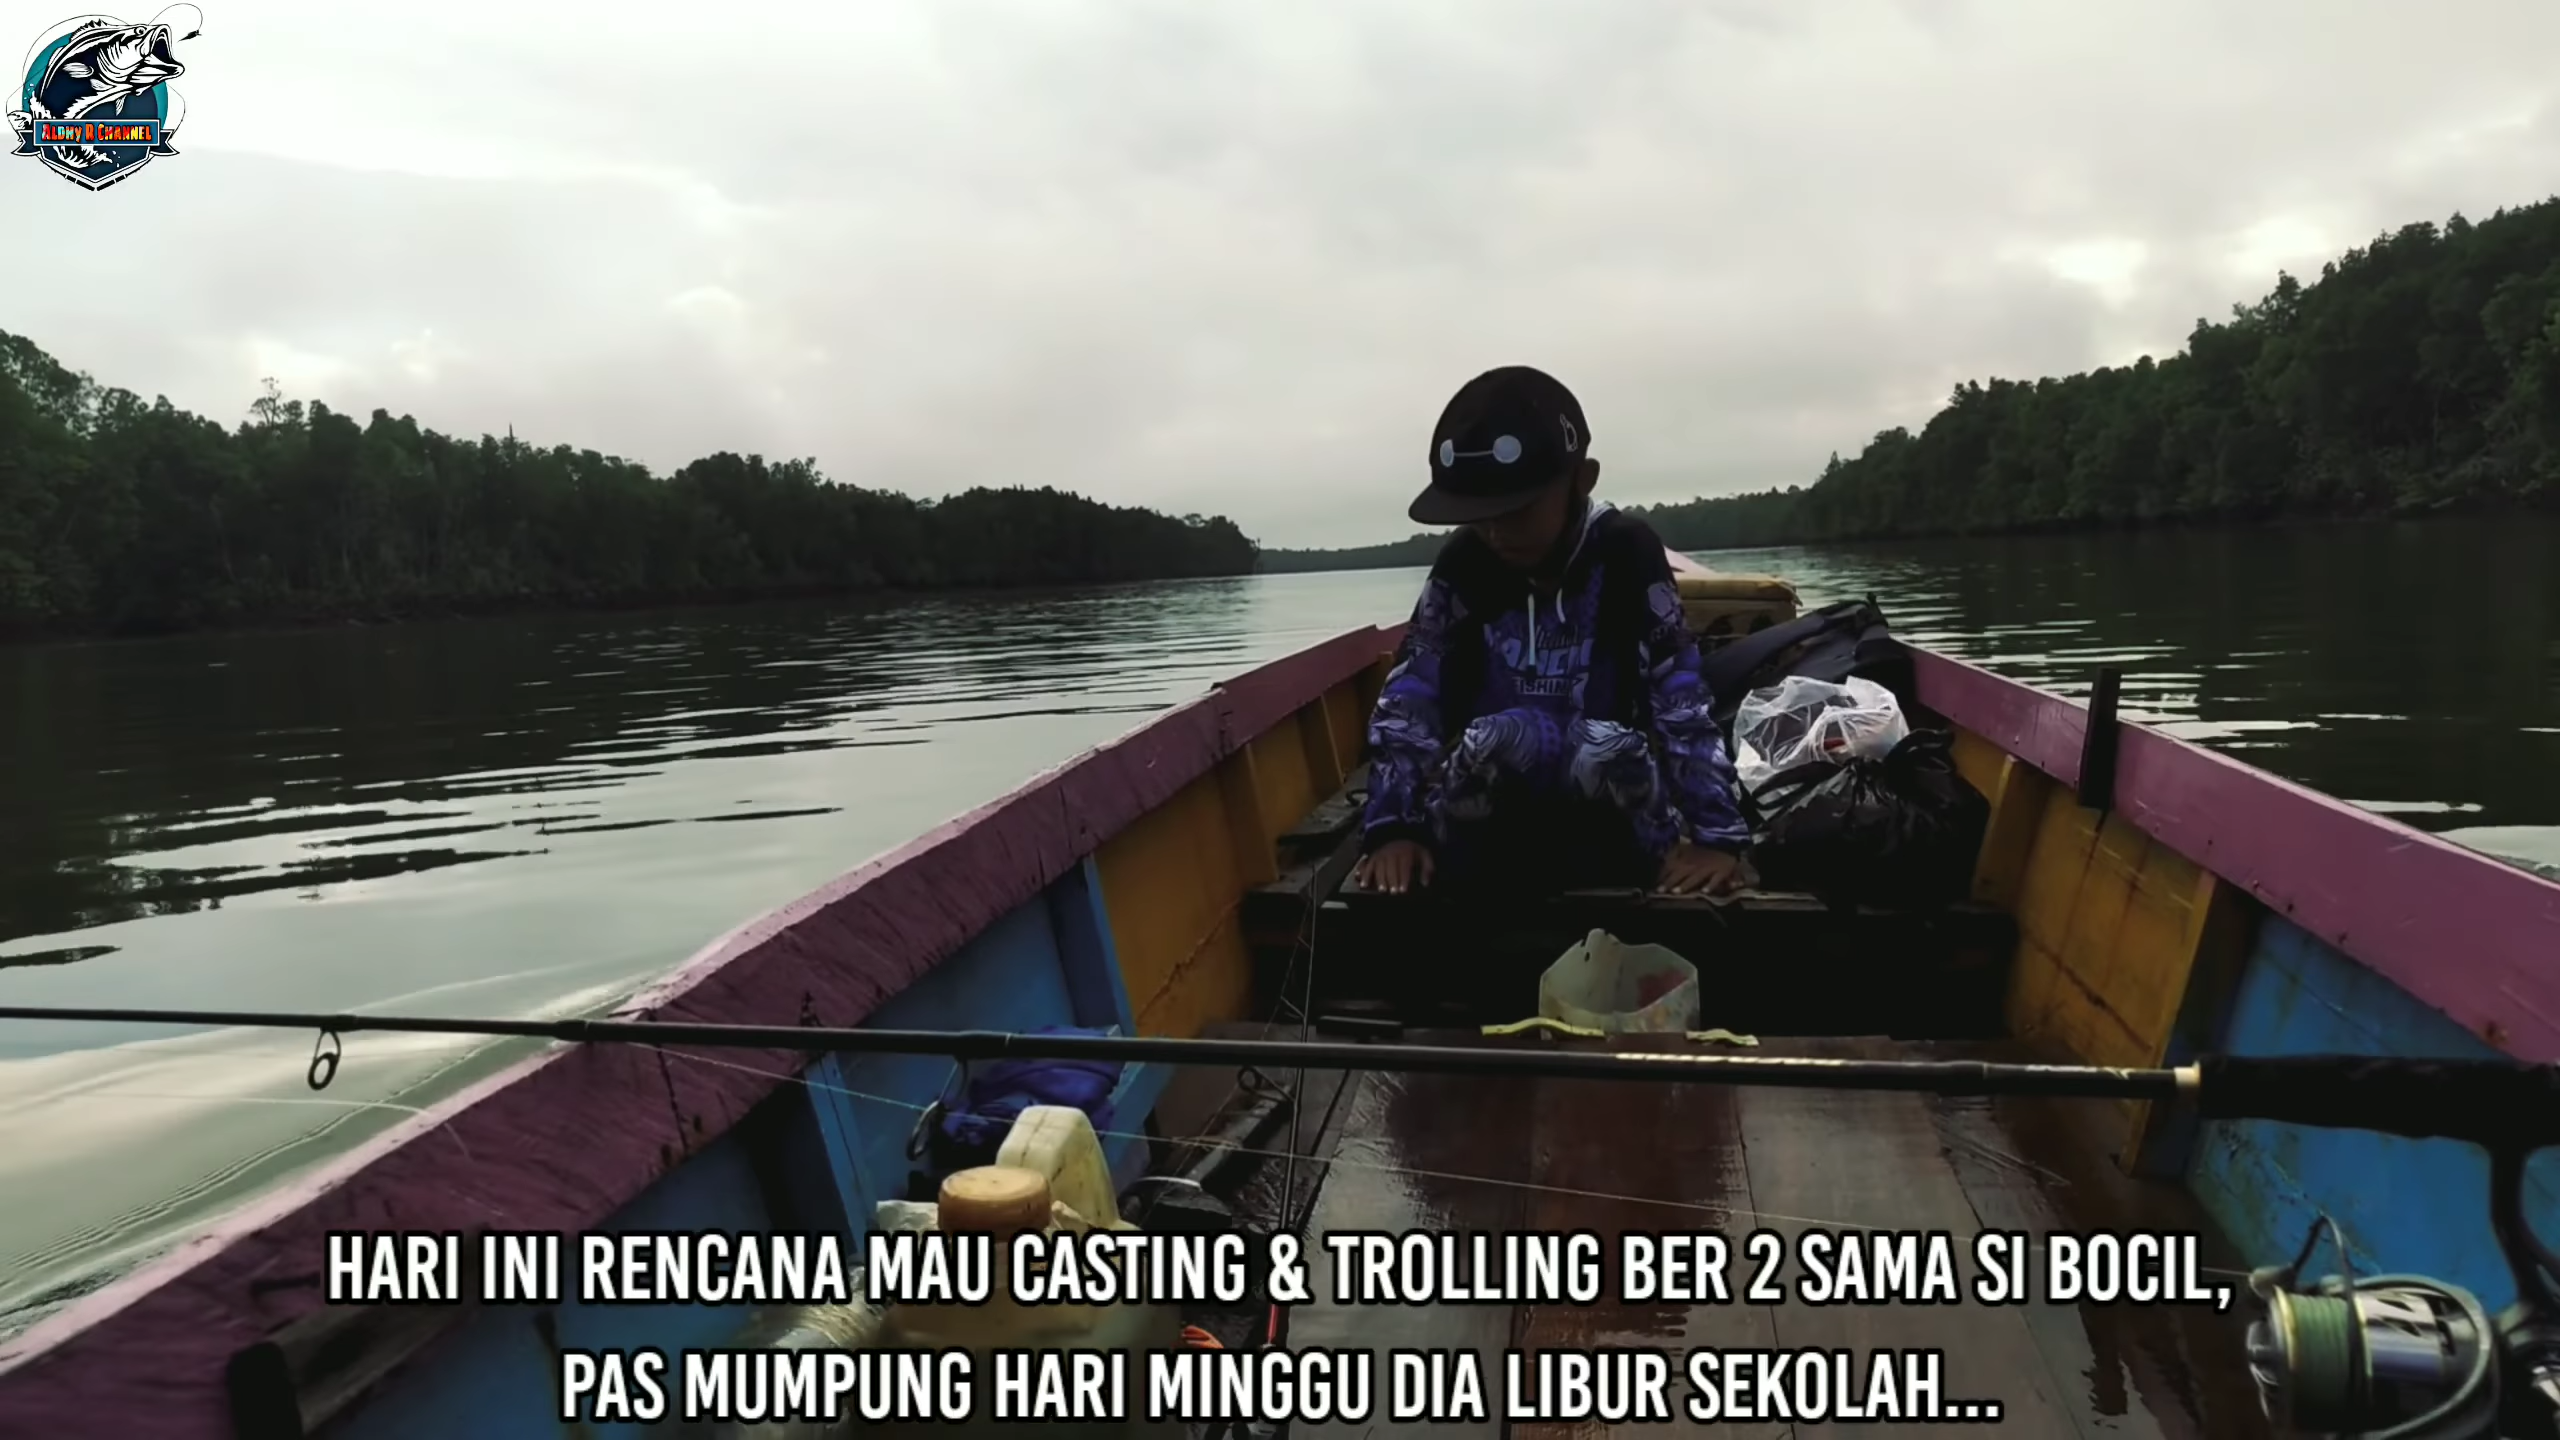 ALDHY R CHANNEL
FISHING
HARI INI RENCANA MAU CASTING & TROLLING BER 2 SAMA SI BOCIL,
PAS MUMPUNG HARI MINGGU DIA LIBUR SEKOLAH...